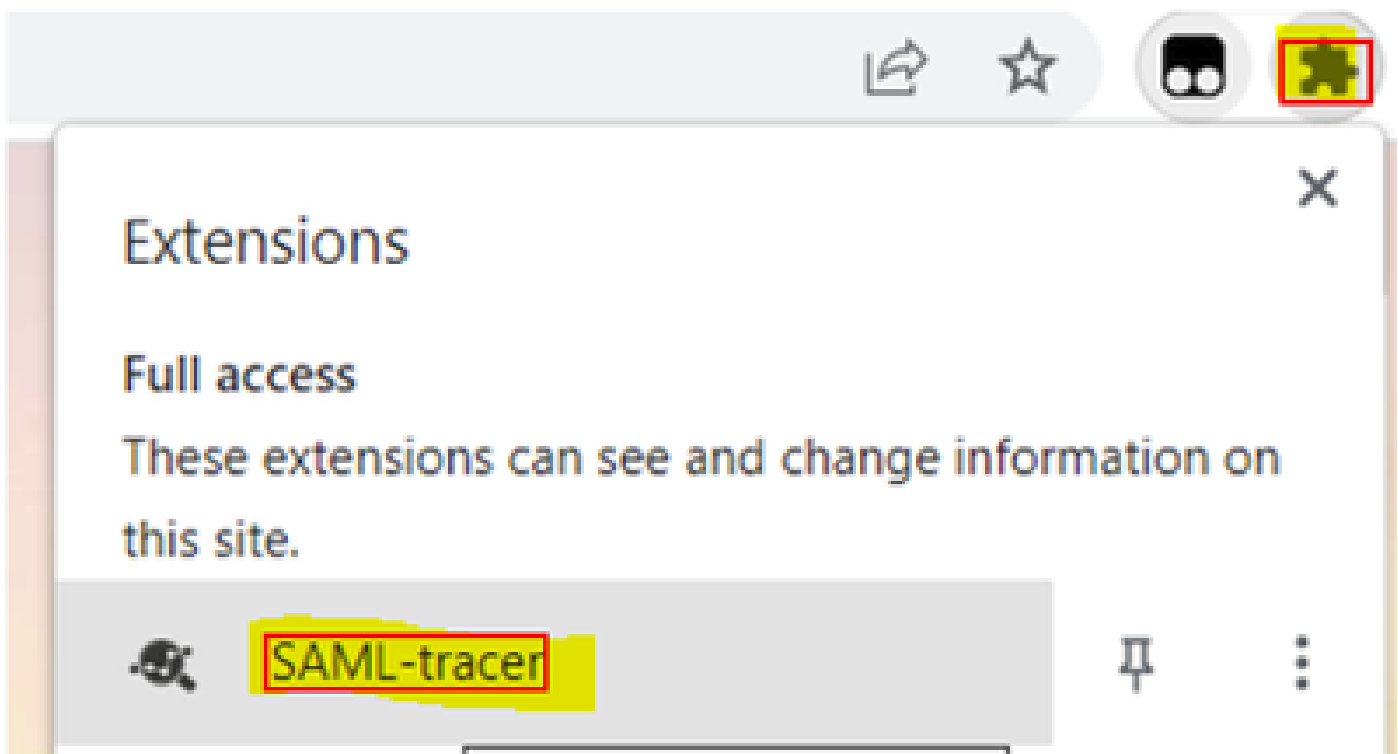 Extensions
Full access
These extensions can see and change information on
this site.
SAML-tracer